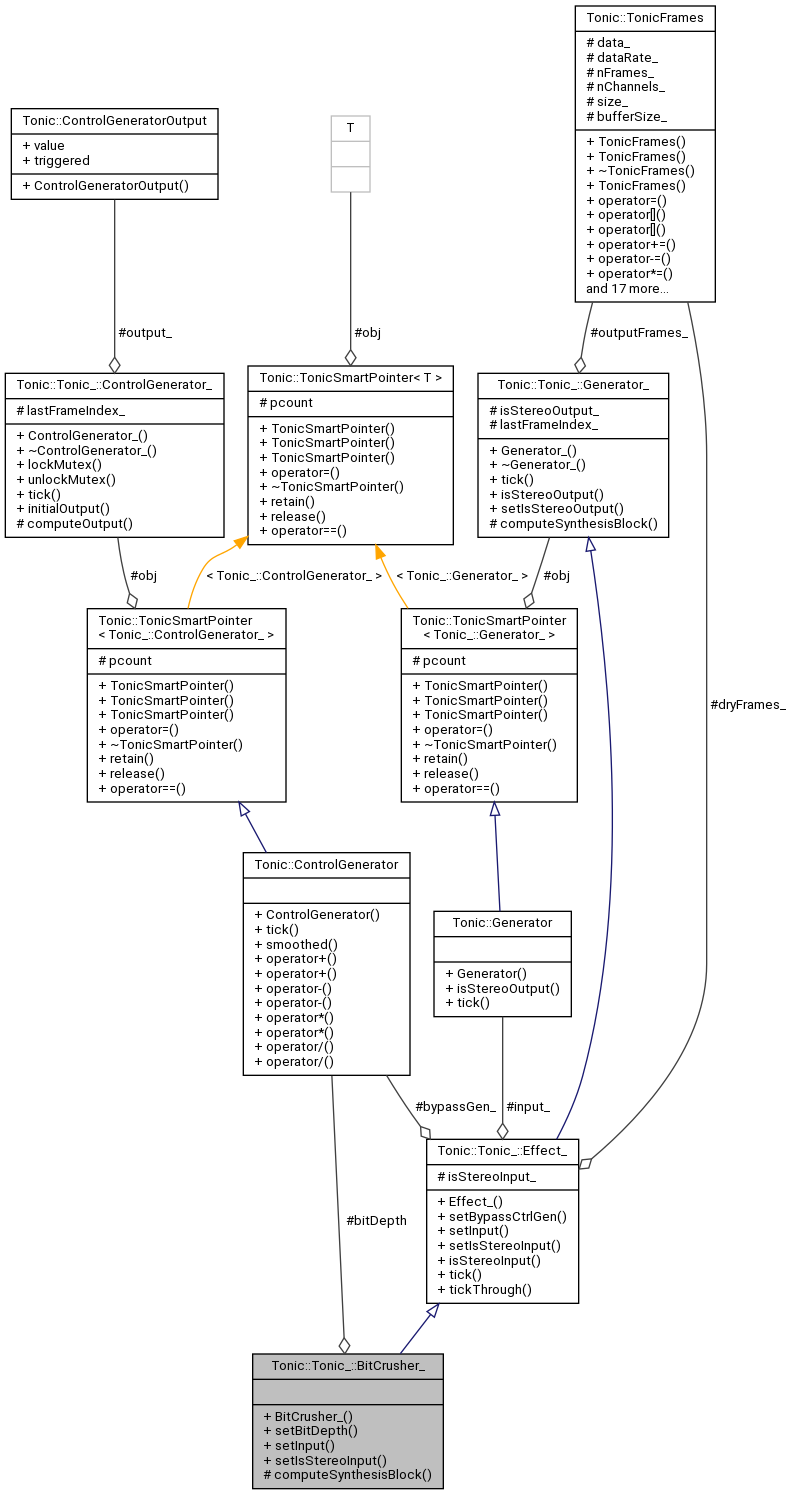 Tonic::TonicFrames
# data_
# dataRate_
# nFrames_
# nChannels_
# size_
# bufferSize_
+ TonicFrames()
+ TonicFrames()
+ ~TonicFrames()
+ TonicFrames()
+ operator=()
+ operator[]()
+ operator[]()
+ operator+=()
+ operator-=()
+ operator*=()
and 17 more...
Tonic::ControlGeneratorOutput
+ value
+ triggered
+ ControlGeneratorOutput()
T
#output_
#obj
#outputFrames_
Tonic::Tonic_::ControlGenerator_
# lastFrameIndex_
+ ControlGenerator_()
+ ~ControlGenerator_()
+ lockMutex()
+ unlockMutex()
+ tick()
+ initialOutput()
# computeOutput()
Tonic::TonicSmartPointer< T >
# pcount
+ TonicSmartPointer()
+ TonicSmartPointer()
+ TonicSmartPointer()
+ operator=()
+ ~TonicSmartPointer()
+ retain()
+ release()
+ operator==()
Tonic::Tonic_::Generator_
# isStereoOutput_
# lastFrameIndex_
+ Generator_()
+ ~Generator_()
+ tick()
+ isStereoOutput()
+ setIsStereoOutput()
# computeSynthesisBlock()
#obj
< Tonic_::ControlGenerator_ >
< Tonic_::Generator_ >
#obj
Tonic::TonicSmartPointer
< Tonic_::ControlGenerator_ >
# pcount
+ TonicSmartPointer()
+ TonicSmartPointer()
+ TonicSmartPointer()
+ operator=()
+ ~TonicSmartPointer()
+ retain()
+ release()
+ operator==()
Tonic::TonicSmartPointer
< Tonic_::Generator_ >
# pcount
+ TonicSmartPointer()
+ TonicSmartPointer()
+ TonicSmartPointer()
+ operator=()
+ ~TonicSmartPointer()
+ retain()
+ release()
+ operator==()
#dryFrames_
Tonic::ControlGenerator
+ ControlGenerator()
+ tick()
+ smoothed()
+ operator+()
+ operator+()
+ operator-()
+ operator-()
+ operator*()
+ operator*()
+ operator/()
+ operator/()
Tonic::Generator
+ Generator()
+ isStereoOutput()
+ tick()
#bypassGen_
#input_
Tonic::Tonic_::Effect_
# isStereoInput_
+ Effect_()
+ setBypassCtrlGen()
+ setInput()
+ setIsStereoInput()
+ isStereoInput()
+ tick()
+ tickThrough()
#bitDepth
Tonic::Tonic_::BitCrusher_
+ BitCrusher_()
+ setBitDepth()
+ setInput()
+ setIsStereoInput()
# computeSynthesisBlock()